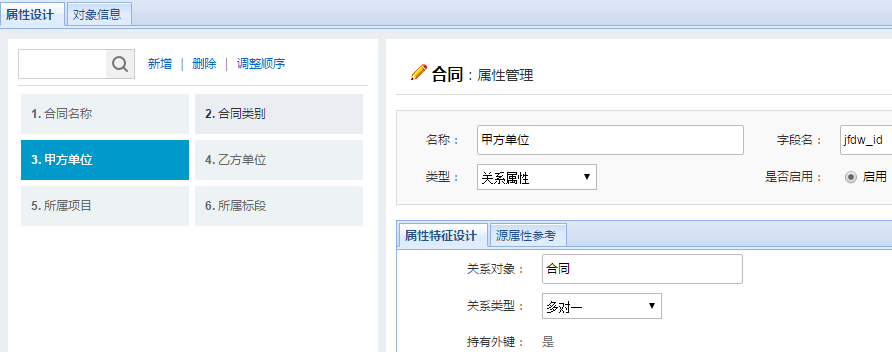 属性设计 对象信息
新增 | 删除 | 调整顺序
1. 合同名称 2. 合同类别
3. 甲方单位 4. 乙方单位
5. 所属项目 6. 所属标段
合同：属性管理
名称： 甲方单位 字段名： jfdw_id
类型： 关系属性 是否启用： 启用
属性特征设计 源属性参考
关系对象： 合同
关系类型： 多对一
持有外键： 是